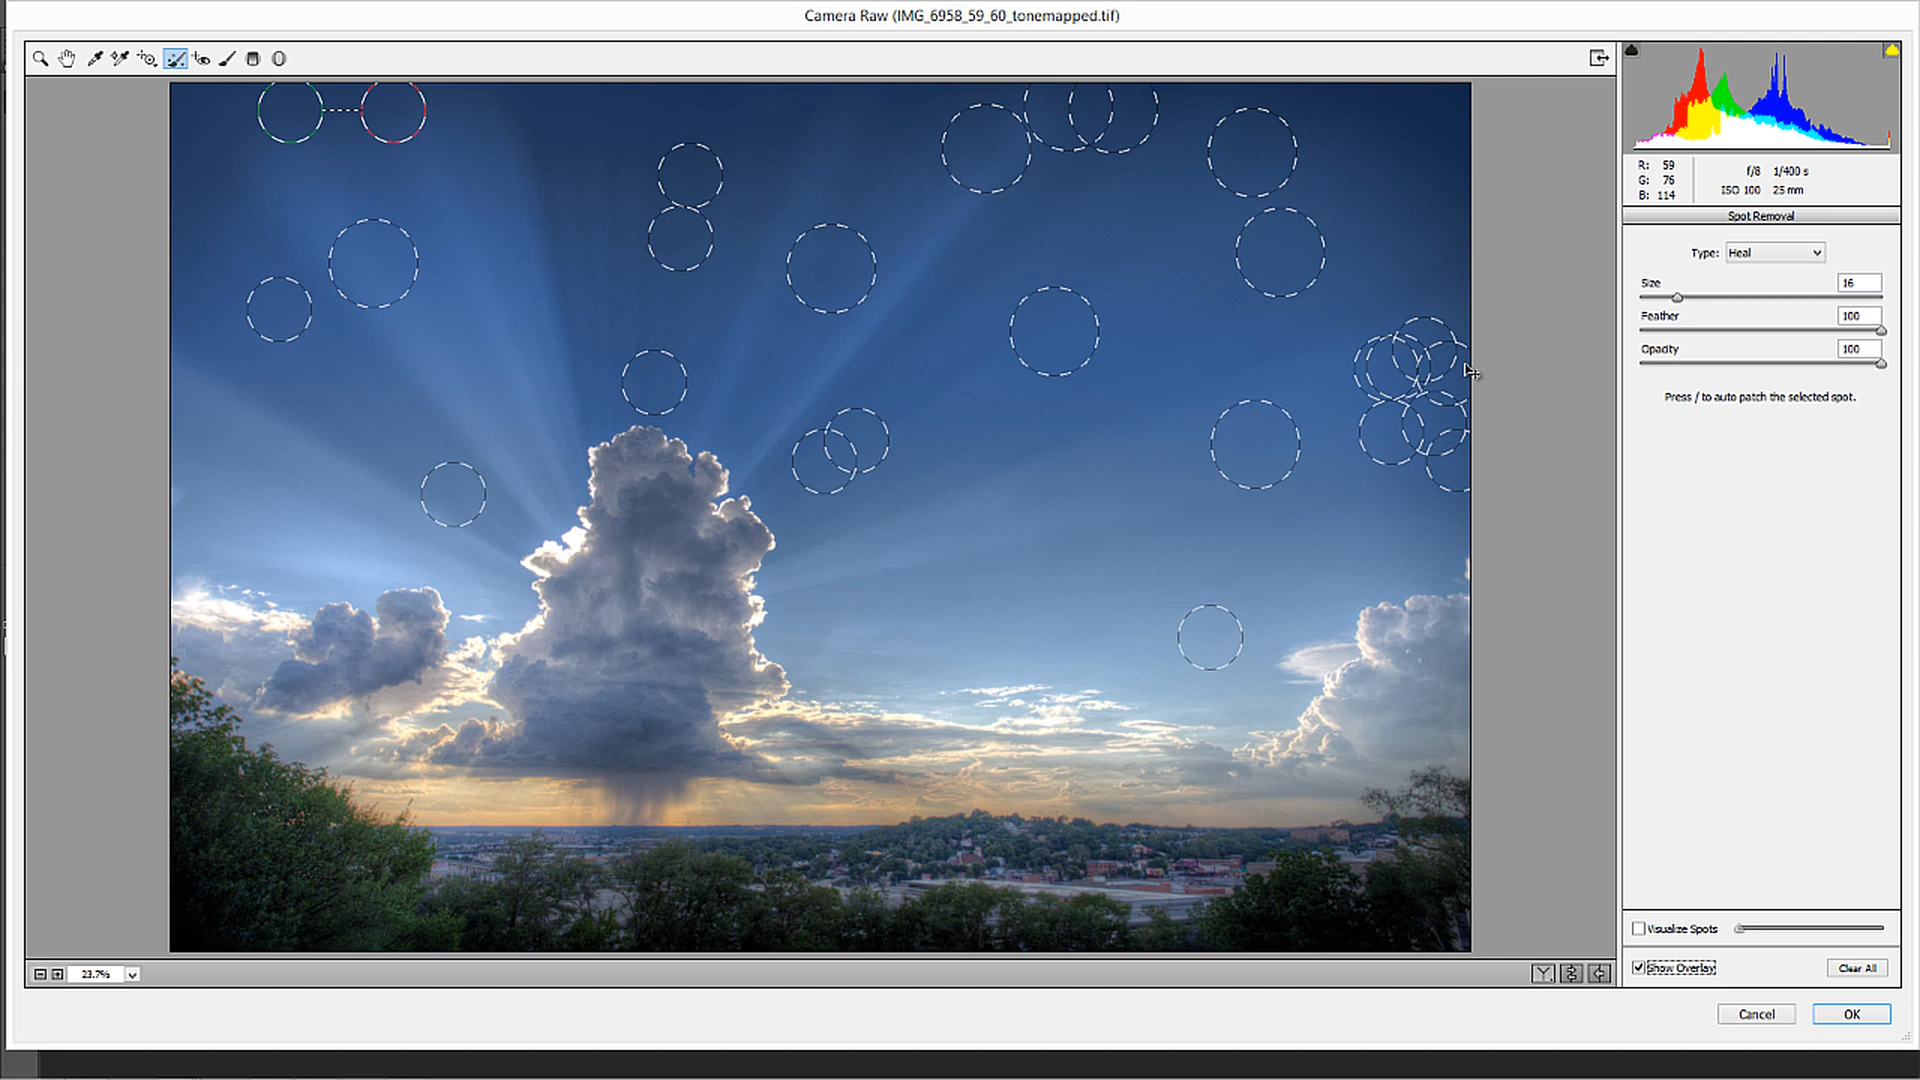 Camera Raw (IMG_6958_59_60_tonemapped.tif)
R: 59
G: 76
B: 114
f/8 1/400 s
ISO 100 25 mm
Spot Removal
Type: Heal
Size 16
Feather 100
Opacity 100
Press / to auto patch the selected spot.
Visualize Spots
Show Overlay
Clear All
23.7%
Y
Cancel
OK